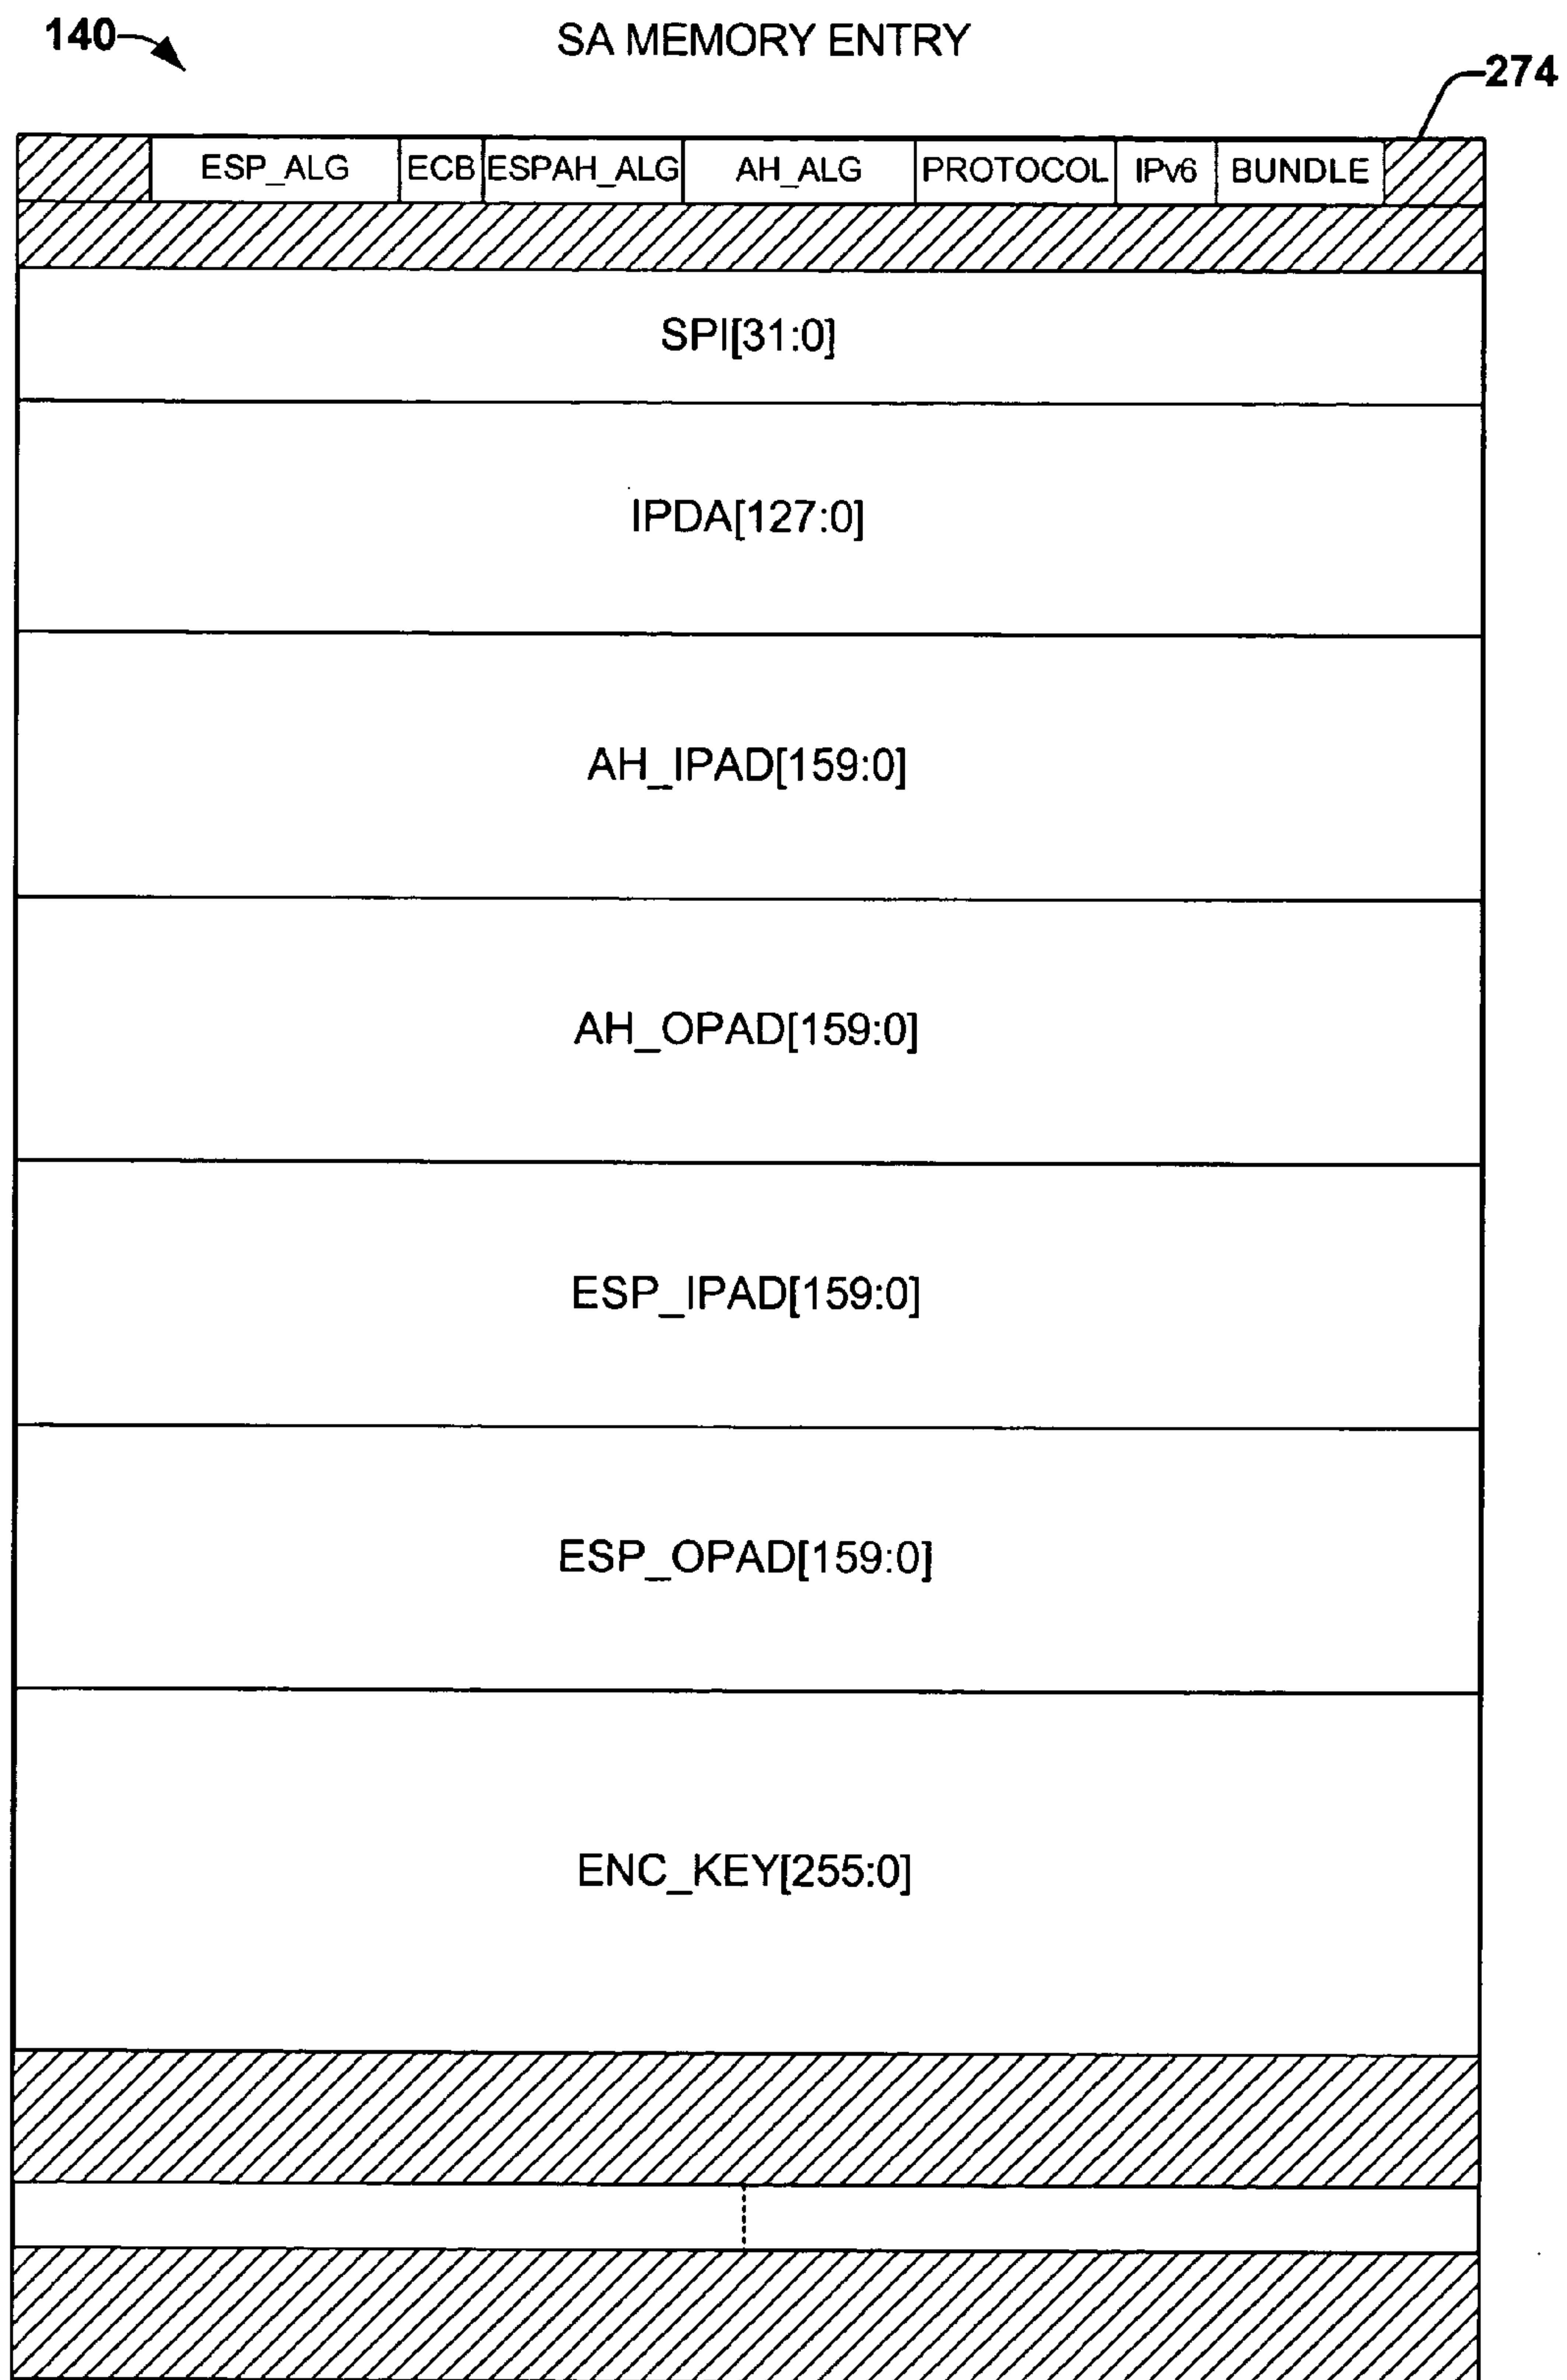 140
SA MEMORY ENTRY
274
ESP_ALG ECB ESPAH_ALG AH_ALG PROTOCOL IPv6 BUNDLE
SPI[31:0]
IPDA[127:0]
AH_IPAD[159:0]
AH_OPAD[159:0]
ESP_IPAD[159:0]
ESP_OPAD[159:0]
ENC_KEY[255:0]